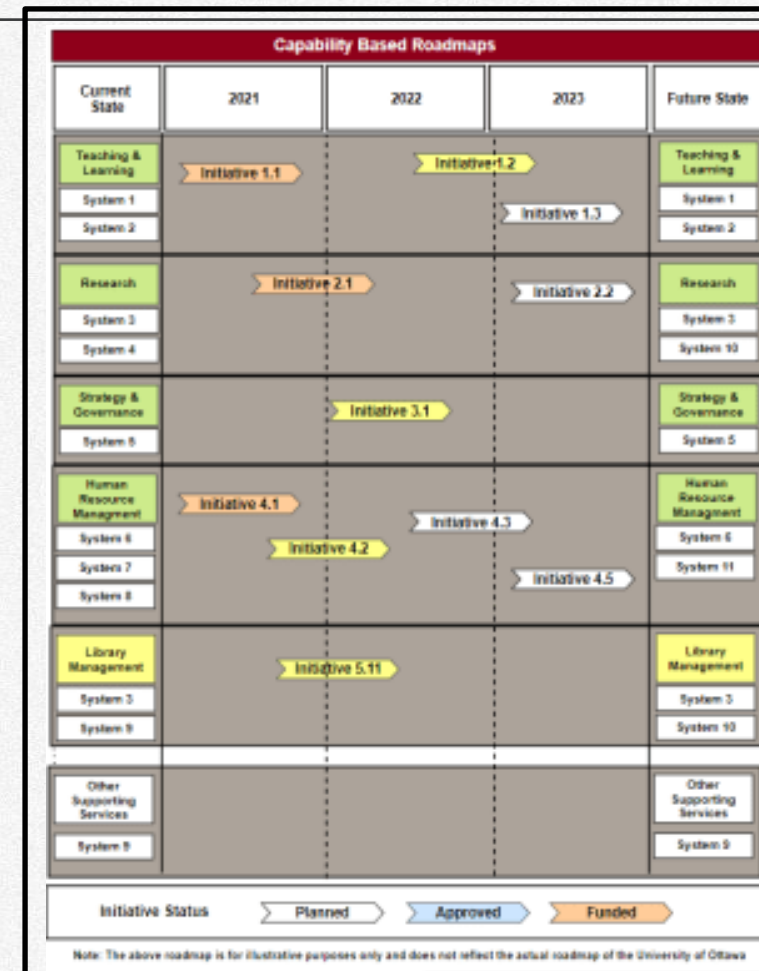 Capability Based Roadmaps
Current
State
2021
2022
2023
Future State
Teaching &
Learning
System 1
System 2
Initiative 1.1
Initiative 1.2
Initiative 1.3
Teaching &
Learning
System 1
System 2
Research
System 3
System 4
Initiative 2.1
Initiative 2.2
Research
System 3
System 10
Strategy &
Governance
Initiative 3.1
Strategy &
Governance
System 5
Human
Resource
Managment
System 6
System 7
System 8
Initiative 4.1
Initiative 4.2
Initiative 4.3
Initiative 4.5
Human
Resource
Managment
System 6
System 11
Library
Management
System 3
System 9
Initiative 5.11
Library
Management
System 3
System 10
Other
Supporting
Services
System 9
Other
Supporting
Services
System 9
Initiative Status
Planned
Approved
Funded
Note: The above roadmap is for illustrative purposes only and does not reflect the actual roadmap of the University of Ottawa